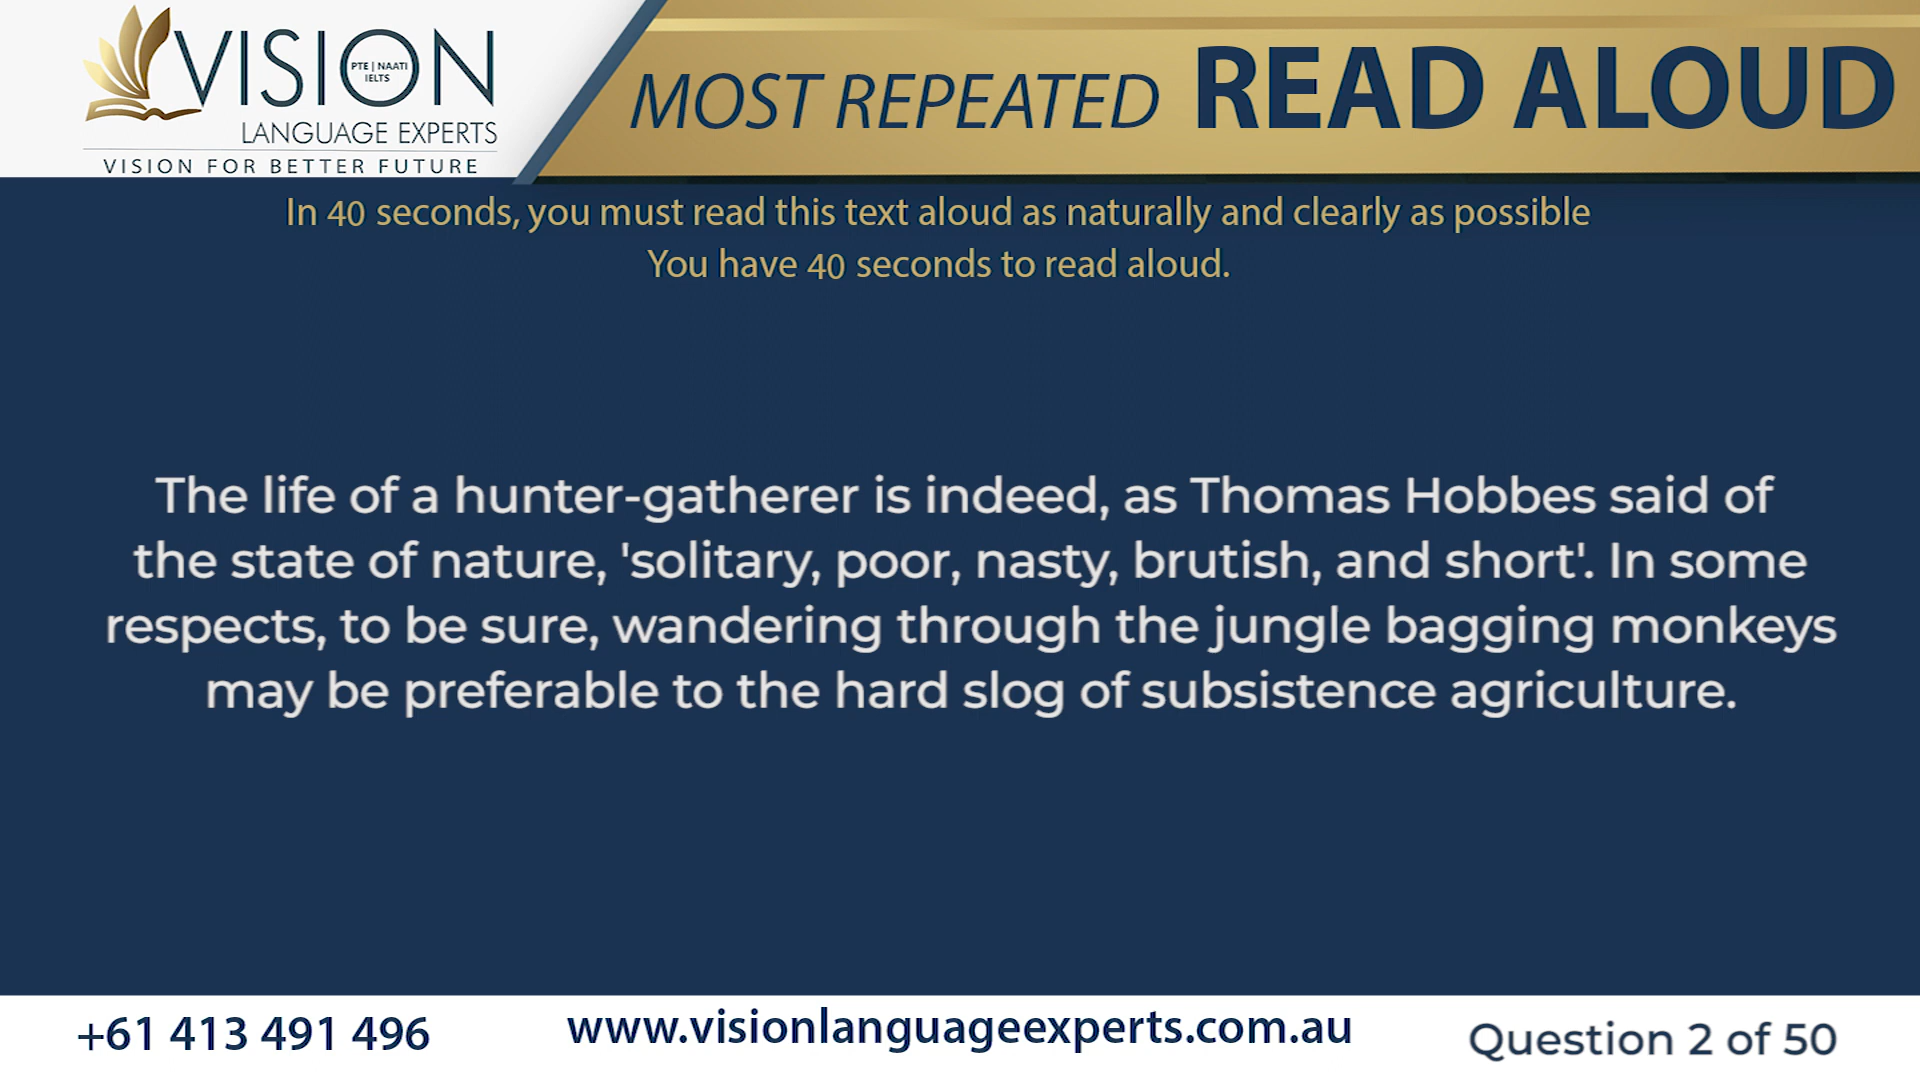 VISION
PTE | NAATI
IELTS
LANGUAGE EXPERTS
VISION FOR BETTER FUTURE
MOST REPEATED READ ALOUD
In 40 seconds, you must read this text aloud as naturally and clearly as possible
You have 40 seconds to read aloud.
The life of a hunter-gatherer is indeed, as Thomas Hobbes said of
the state of nature, 'solitary, poor, nasty, brutish, and short'. In some
respects, to be sure, wandering through the jungle bagging monkeys
may be preferable to the hard slog of subsistence agriculture.
+61 413 491 496
www.visionlanguageexperts.com.au
Question 2 of 50